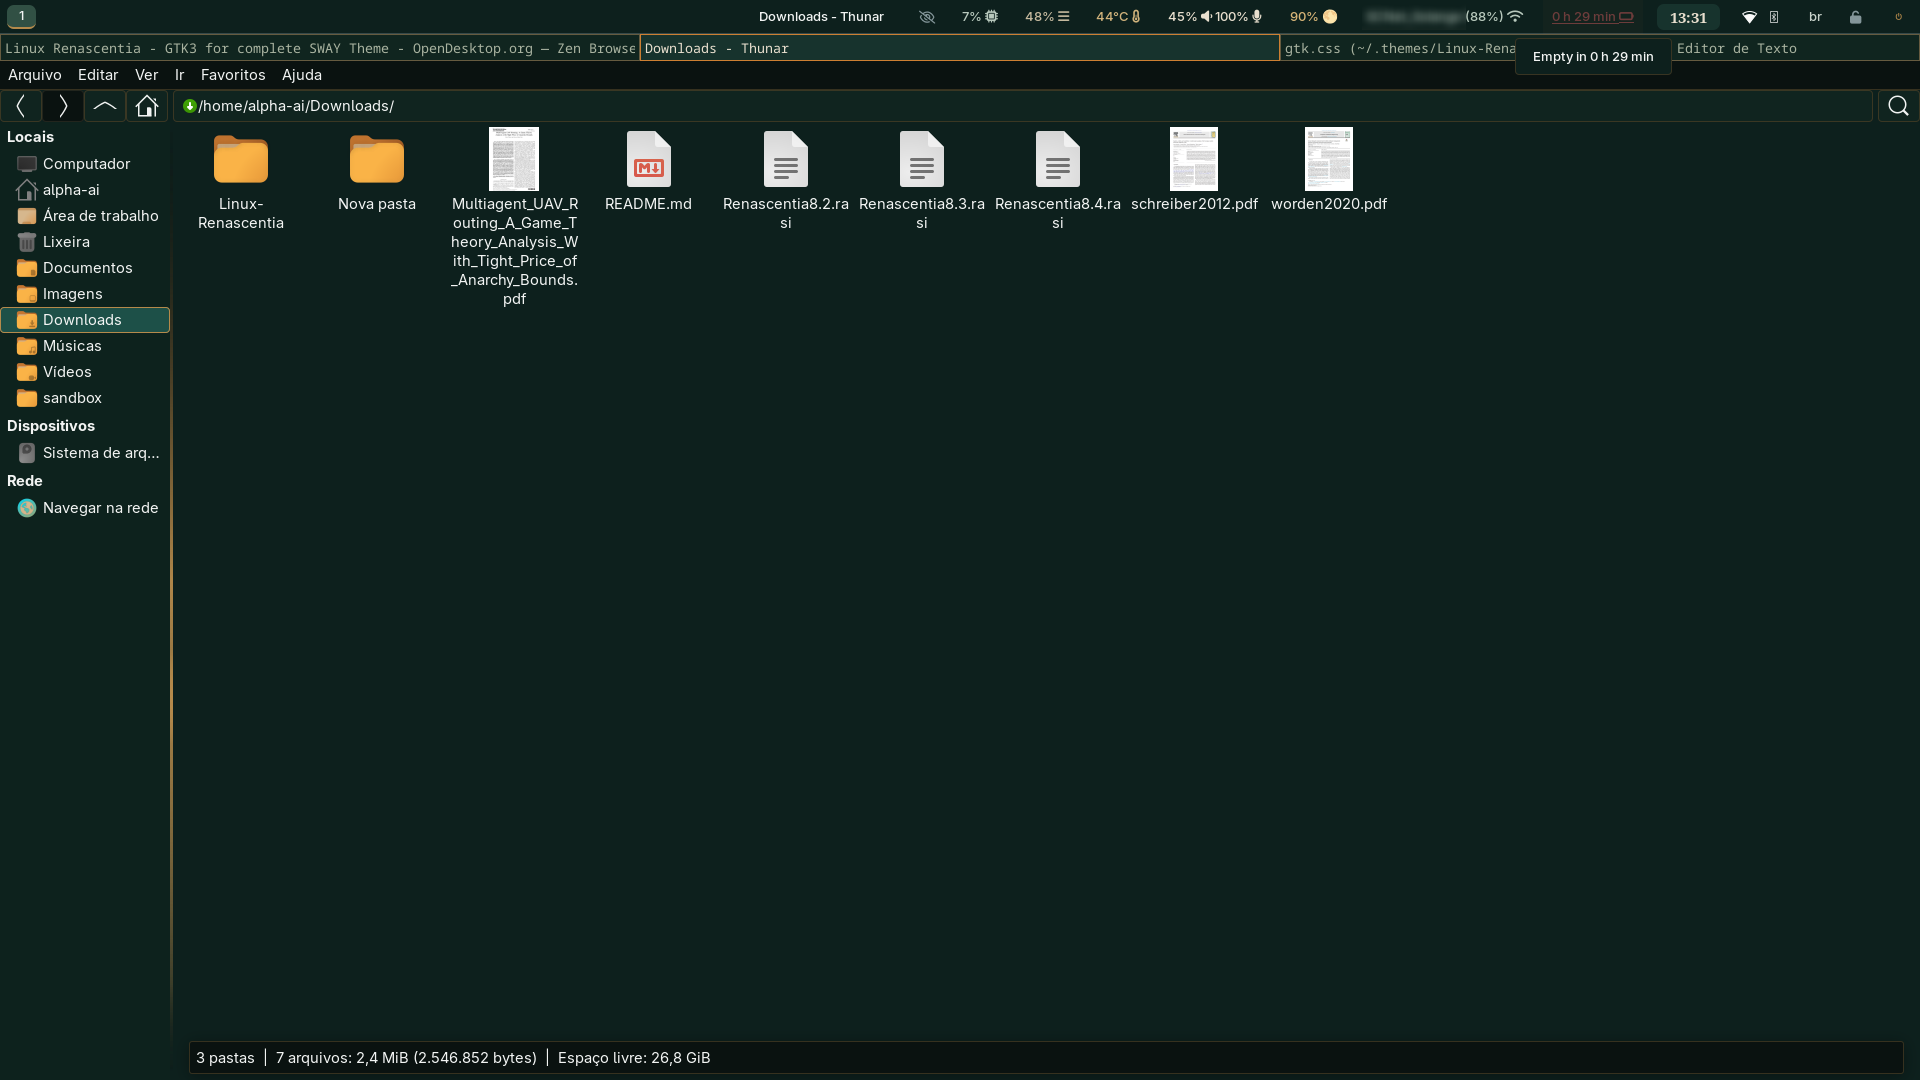 1
Downloads - Thunar
7%
48%
44°C
45%
100%
90%
(88%)
0 h 29 min
13:31
br
Linux Renascentia - GTK3 for complete SWAY Theme - OpenDesktop.org — Zen Browse
Downloads - Thunar
gtk.css (~/.themes/Linux-Rena
Editor de Texto
Empty in 0 h 29 min
Arquivo
Editar
Ver
Ir
Favoritos
Ajuda
/home/alpha-ai/Downloads/
Locais
Computador
alpha-ai
Área de trabalho
Lixeira
Documentos
Imagens
Downloads
Músicas
Vídeos
sandbox
Dispositivos
Sistema de arq...
Rede
Navegar na rede
Linux-
Renascentia
Nova pasta
Multiagent_UAV_R
outing_A_Game_T
heory_Analysis_W
ith_Tight_Price_of
_Anarchy_Bounds.
pdf
README.md
Renascentia8.2.ra
si
Renascentia8.3.ra
si
Renascentia8.4.ra
si
schreiber2012.pdf
worden2020.pdf
3 pastas | 7 arquivos: 2,4 MiB (2.546.852 bytes) | Espaço livre: 26,8 GiB